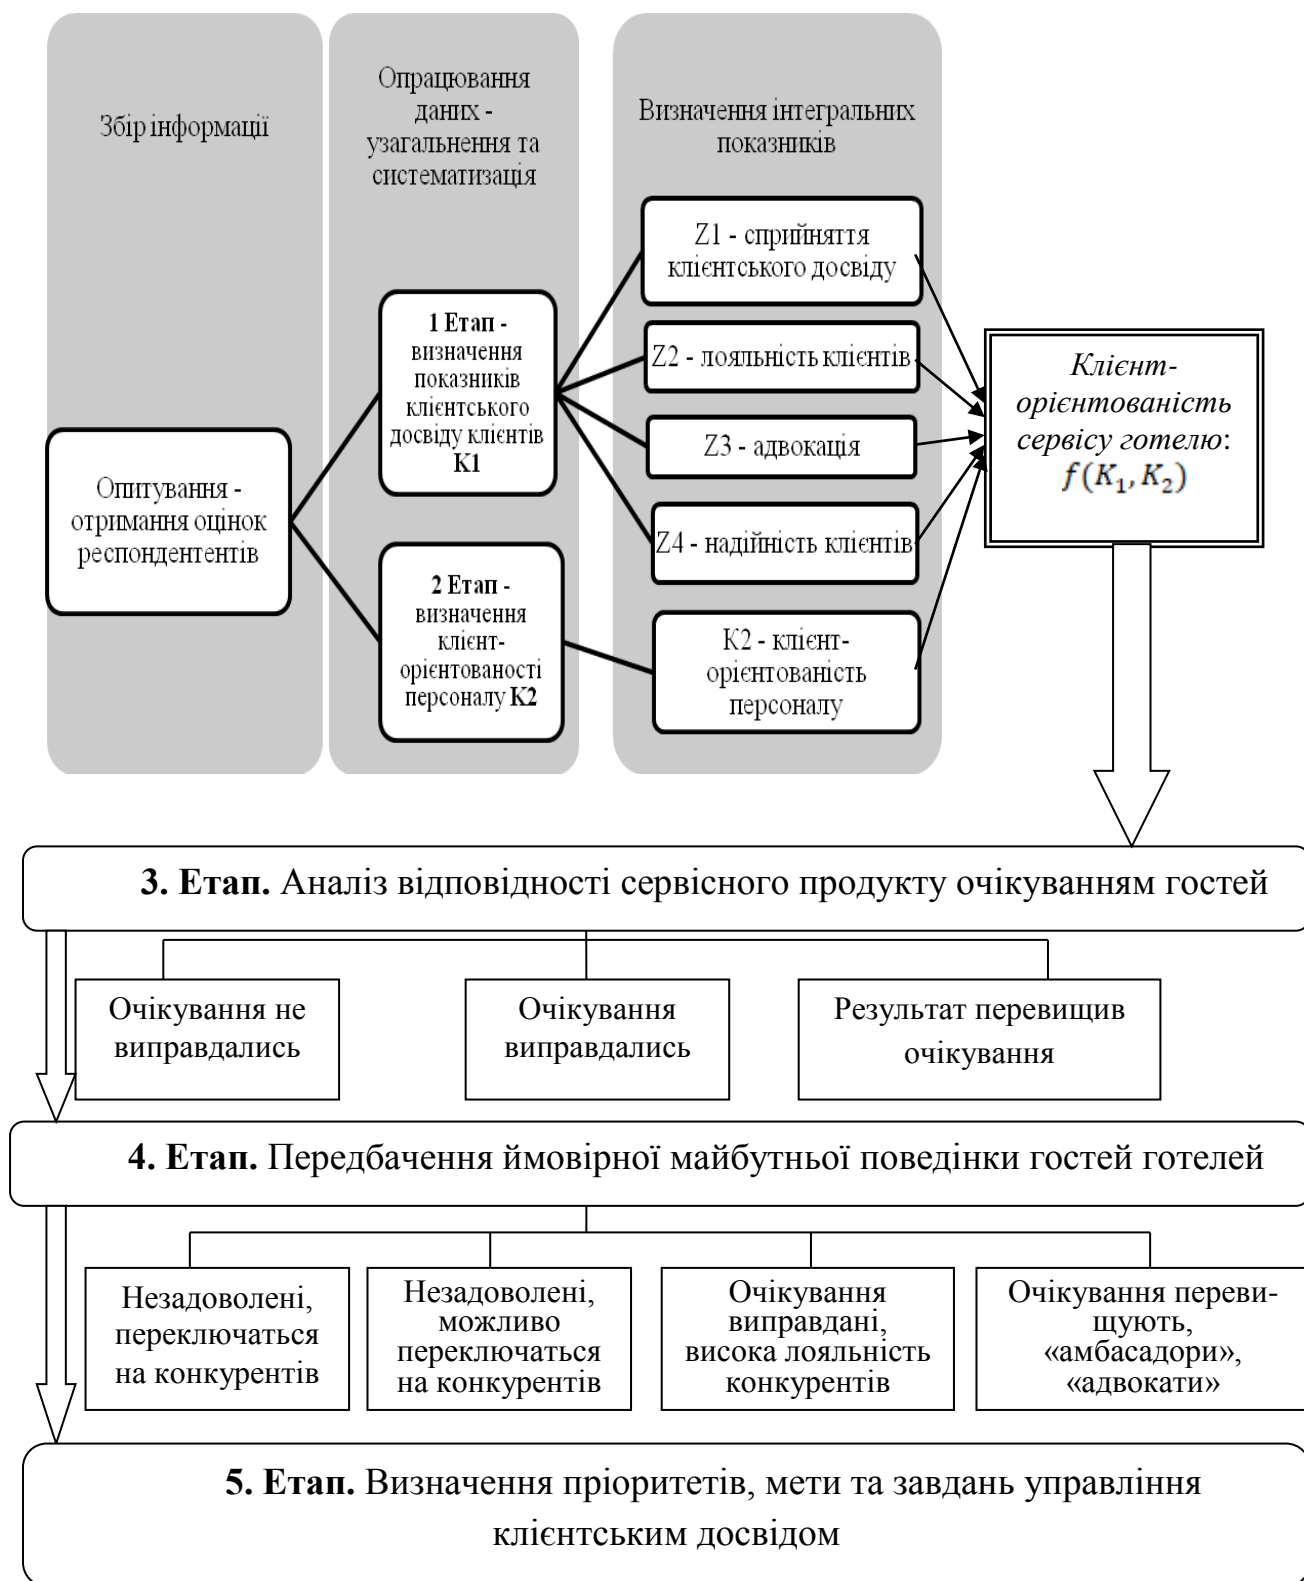 Збір інформації
Опрацювання
даних -
узагальнення та
систематизація
Визначення інтегральних
показників
Опитування -
отримання оцінок
респондентентів
1 Етап -
визначення
показників
клієнтського
досвіду клієнтів
К1
2 Етап -
визначення
клієнт-
орієнтованості
персоналу К2
Z1 - сприйняття
клієнтського досвіду
Z2 - лояльність клієнтів
Z3 - адвокація
Z4 - надійність клієнтів
К2 - клієнт-
орієнтованість
персоналу
Клієнт-
орієнтованість
сервісу готелю:
f(K₁, K₂)
3. Етап. Аналіз відповідності сервісного продукту очікуванням гостей
Очікування не
виправдались
Очікування
виправдались
Результат перевищив
очікування
4. Етап. Передбачення ймовірної майбутньої поведінки гостей готелей
Незадоволені,
переключаться
на конкурентів
Незадоволені,
можливо
переключаться
на конкурентів
Очікування
виправдані,
висока лояльність
конкурентів
Очікування переви-
щують,
«амбасадори»,
«адвокати»
5. Етап. Визначення пріоритетів, мети та завдань управління
клієнтським досвідом